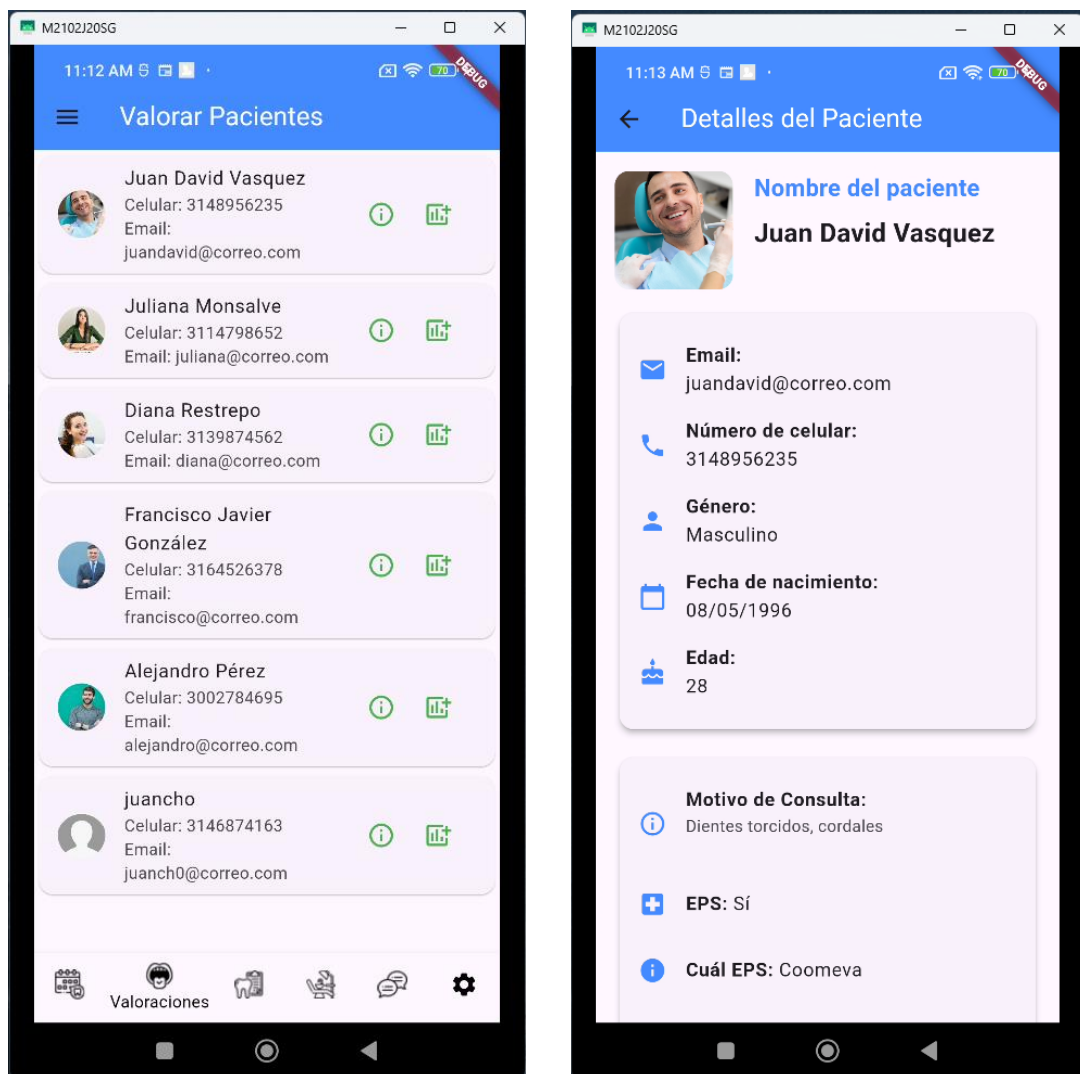 M2102J20SG
11:12 AM
70
DEBUG
Valorar Pacientes
Juan David Vasquez
Celular: 3148956235
Email:
juandavid@correo.com
Juliana Monsalve
Celular: 3114798652
Email: juliana@correo.com
Diana Restrepo
Celular: 3139874562
Email: diana@correo.com
Francisco Javier
González
Celular: 3164526378
Email:
francisco@correo.com
Alejandro Pérez
Celular: 3002784695
Email:
alejandro@correo.com
juancho
Celular: 3146874163
Email:
juanch0@correo.com
Valoraciones
M2102J20SG
11:13 AM
70
DEBUG
Detalles del Paciente
Nombre del paciente
Juan David Vasquez
Email:
juandavid@correo.com
Número de celular:
3148956235
Género:
Masculino
Fecha de nacimiento:
08/05/1996
Edad:
28
Motivo de Consulta:
Dientes torcidos, cordales
EPS: Sí
Cuál EPS: Coomeva